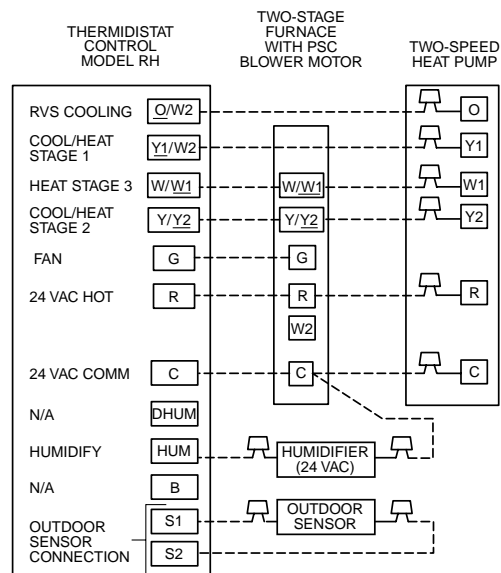 THERMIDISTAT
CONTROL
MODEL RH
TWO-STAGE
FURNACE
WITH PSC
BLOWER MOTOR
TWO-SPEED
HEAT PUMP
RVS COOLING O/W2 O
COOL/HEAT
STAGE 1 Y1/W2 Y1
HEAT STAGE 3 W/W1 W/W1 W1
COOL/HEAT
STAGE 2 Y/Y2 Y/Y2 Y2
FAN G G
24 VAC HOT R R R
W2
24 VAC COMM C C C
N/A DHUM
HUMIDIFY HUM HUMIDIFIER
(24 VAC)
N/A B
OUTDOOR
SENSOR
CONNECTION
S1 OUTDOOR
SENSOR
S2